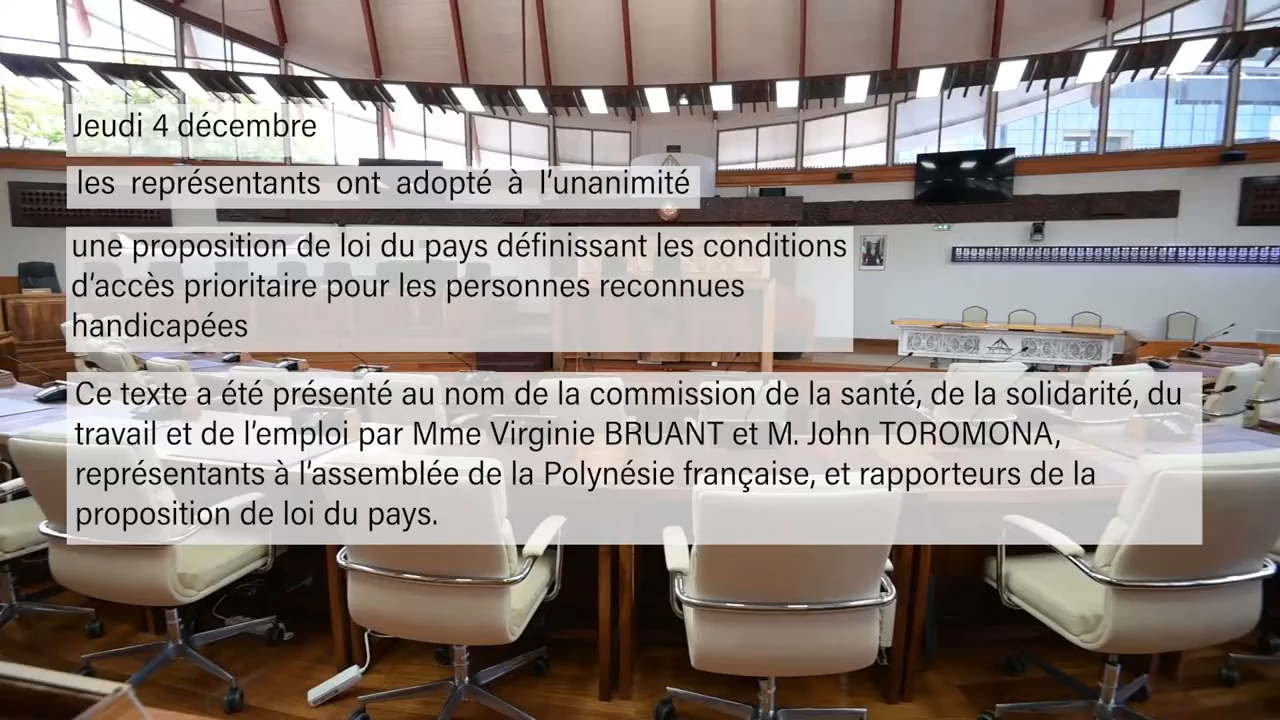 Jeudi 4 décembre
les représentants ont adopté à l'unanimité
une proposition de loi du pays définissant les conditions
d'accès prioritaire pour les personnes reconnues
handicapées
Ce texte a été présenté au nom de la commission de la santé, de la solidarité, du
travail et de l'emploi par Mme Virginie BRUANT et M. John TOROMONA,
représentants à l'assemblée de la Polynésie française, et rapporteurs de la
proposition de loi du pays.